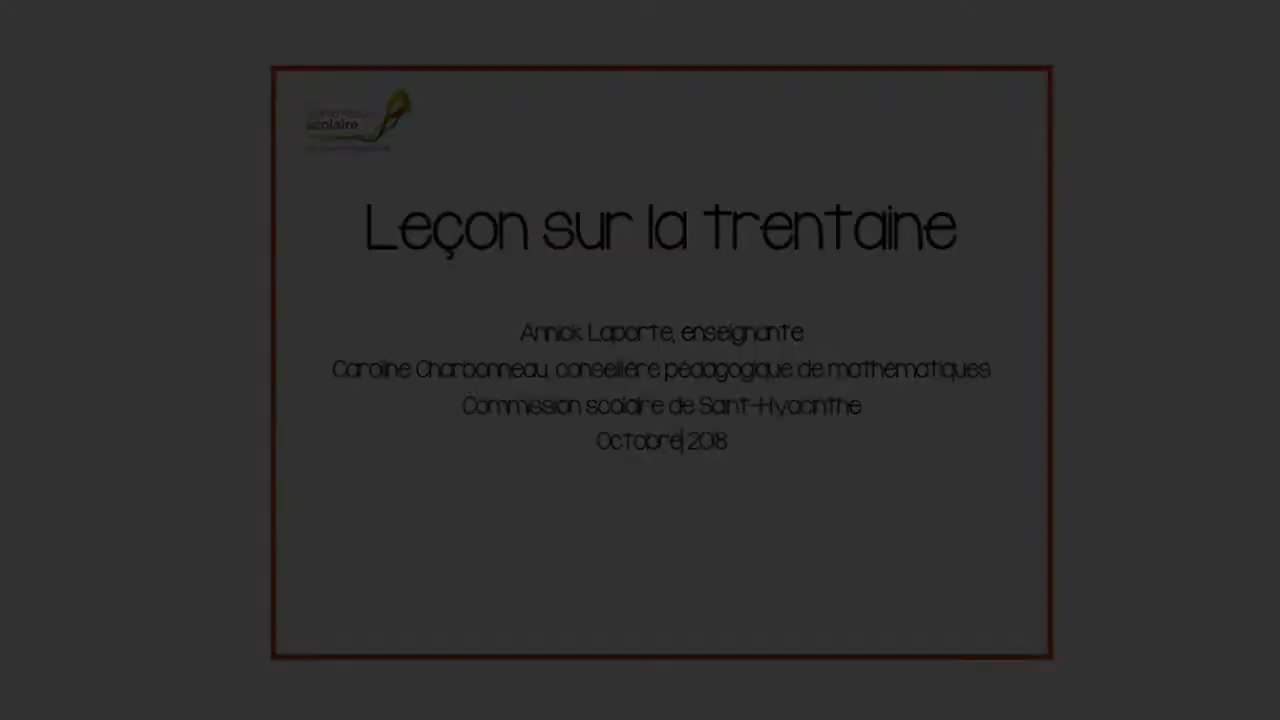 scolaire
Leçon sur la trentaine
Annick Laporte, enseignante
Caroline Charbonneau, conseillère pédagogique de mathématiques
Commission scolaire de Saint-Hyacinthe
Octobre 2018